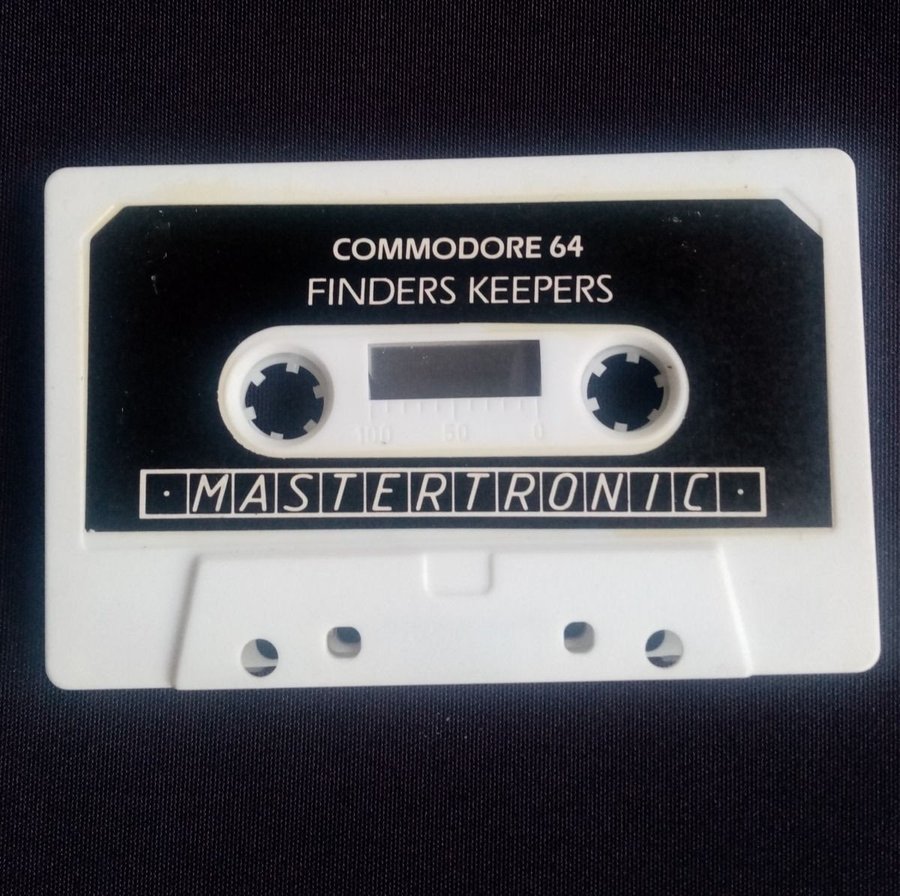 COMMODORE 64
FINDERS KEEPERS
100 50 0
· MASTERTRONIC ·